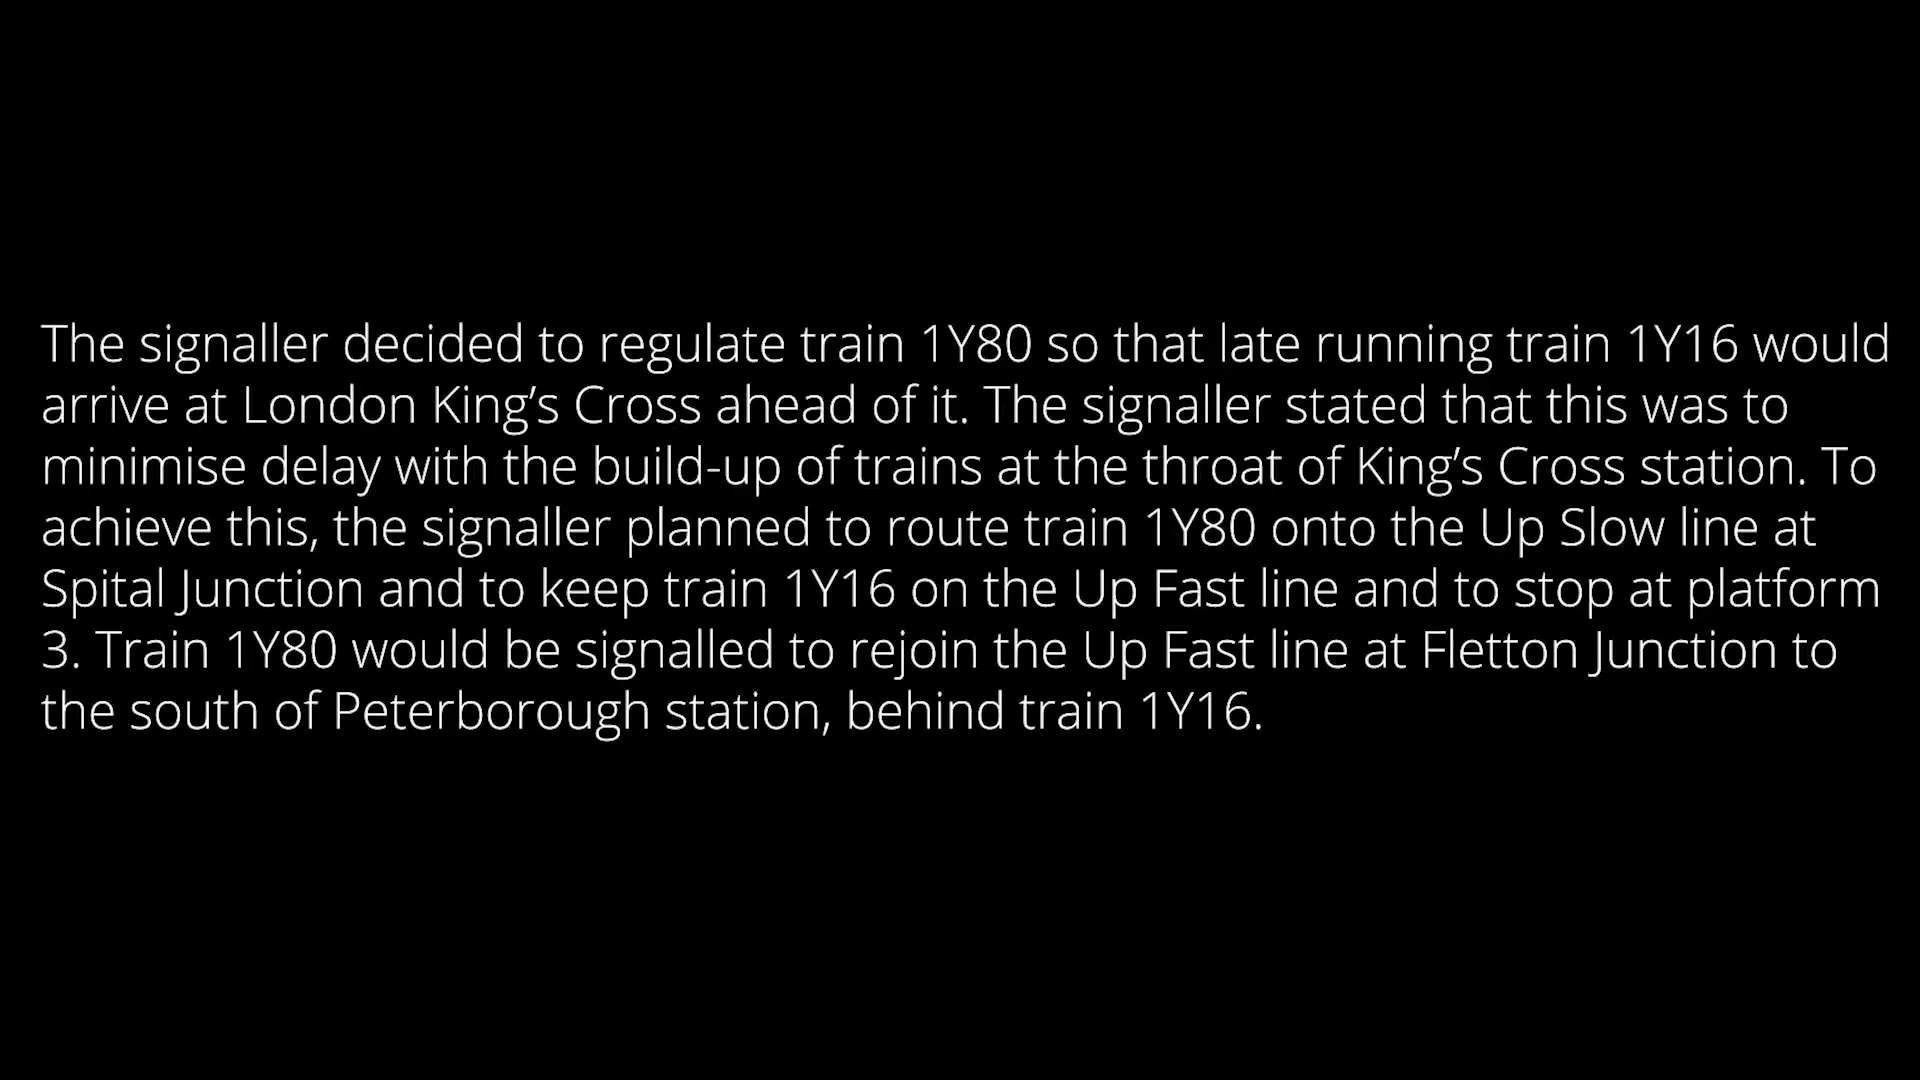 The signaller decided to regulate train 1Y80 so that late running train 1Y16 would
arrive at London King’s Cross ahead of it. The signaller stated that this was to
minimise delay with the build-up of trains at the throat of King’s Cross station. To
achieve this, the signaller planned to route train 1Y80 onto the Up Slow line at
Spital Junction and to keep train 1Y16 on the Up Fast line and to stop at platform
3. Train 1Y80 would be signalled to rejoin the Up Fast line at Fletton Junction to
the south of Peterborough station, behind train 1Y16.